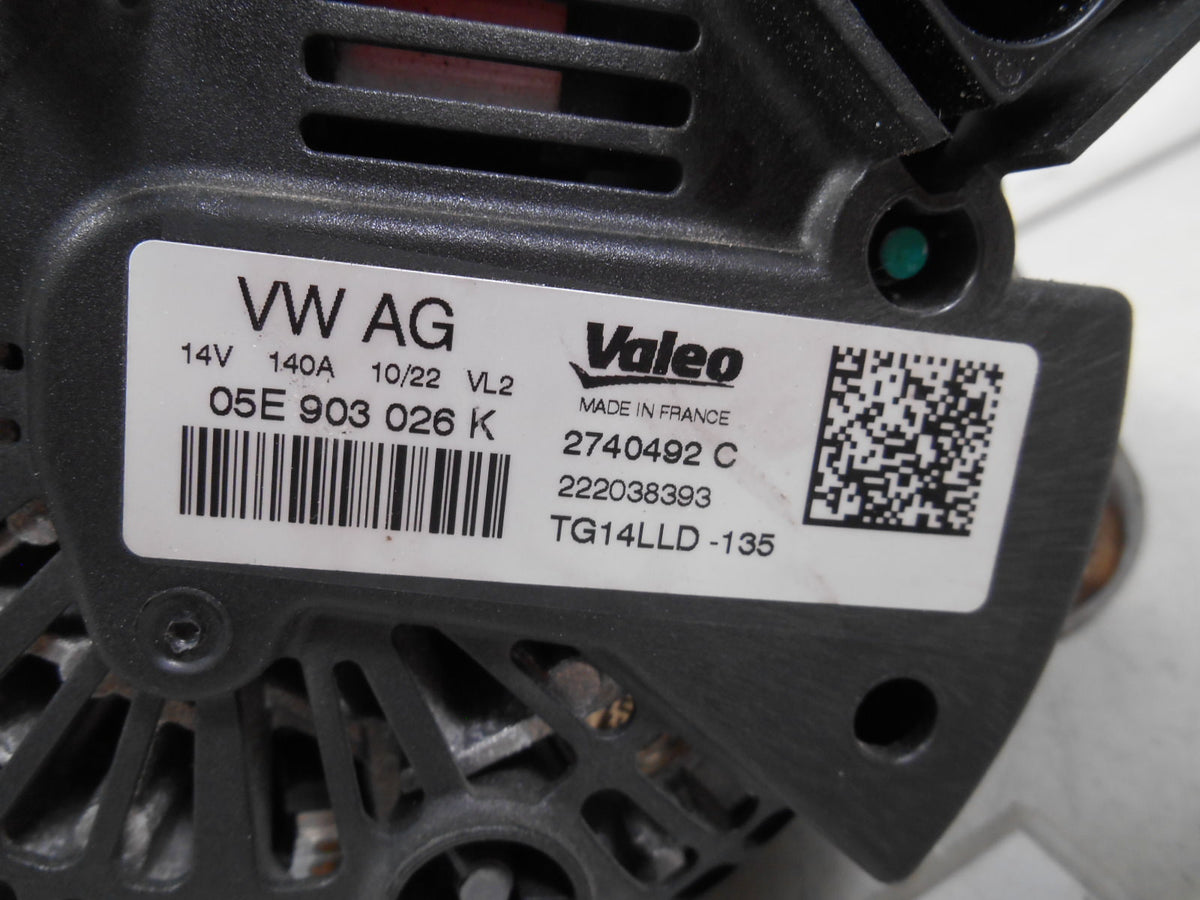 VW AG
14V 140A 10/22 VL2
05E 903 026 K
Valeo
MADE IN FRANCE
2740492 C
222038393
TG14LLD -135